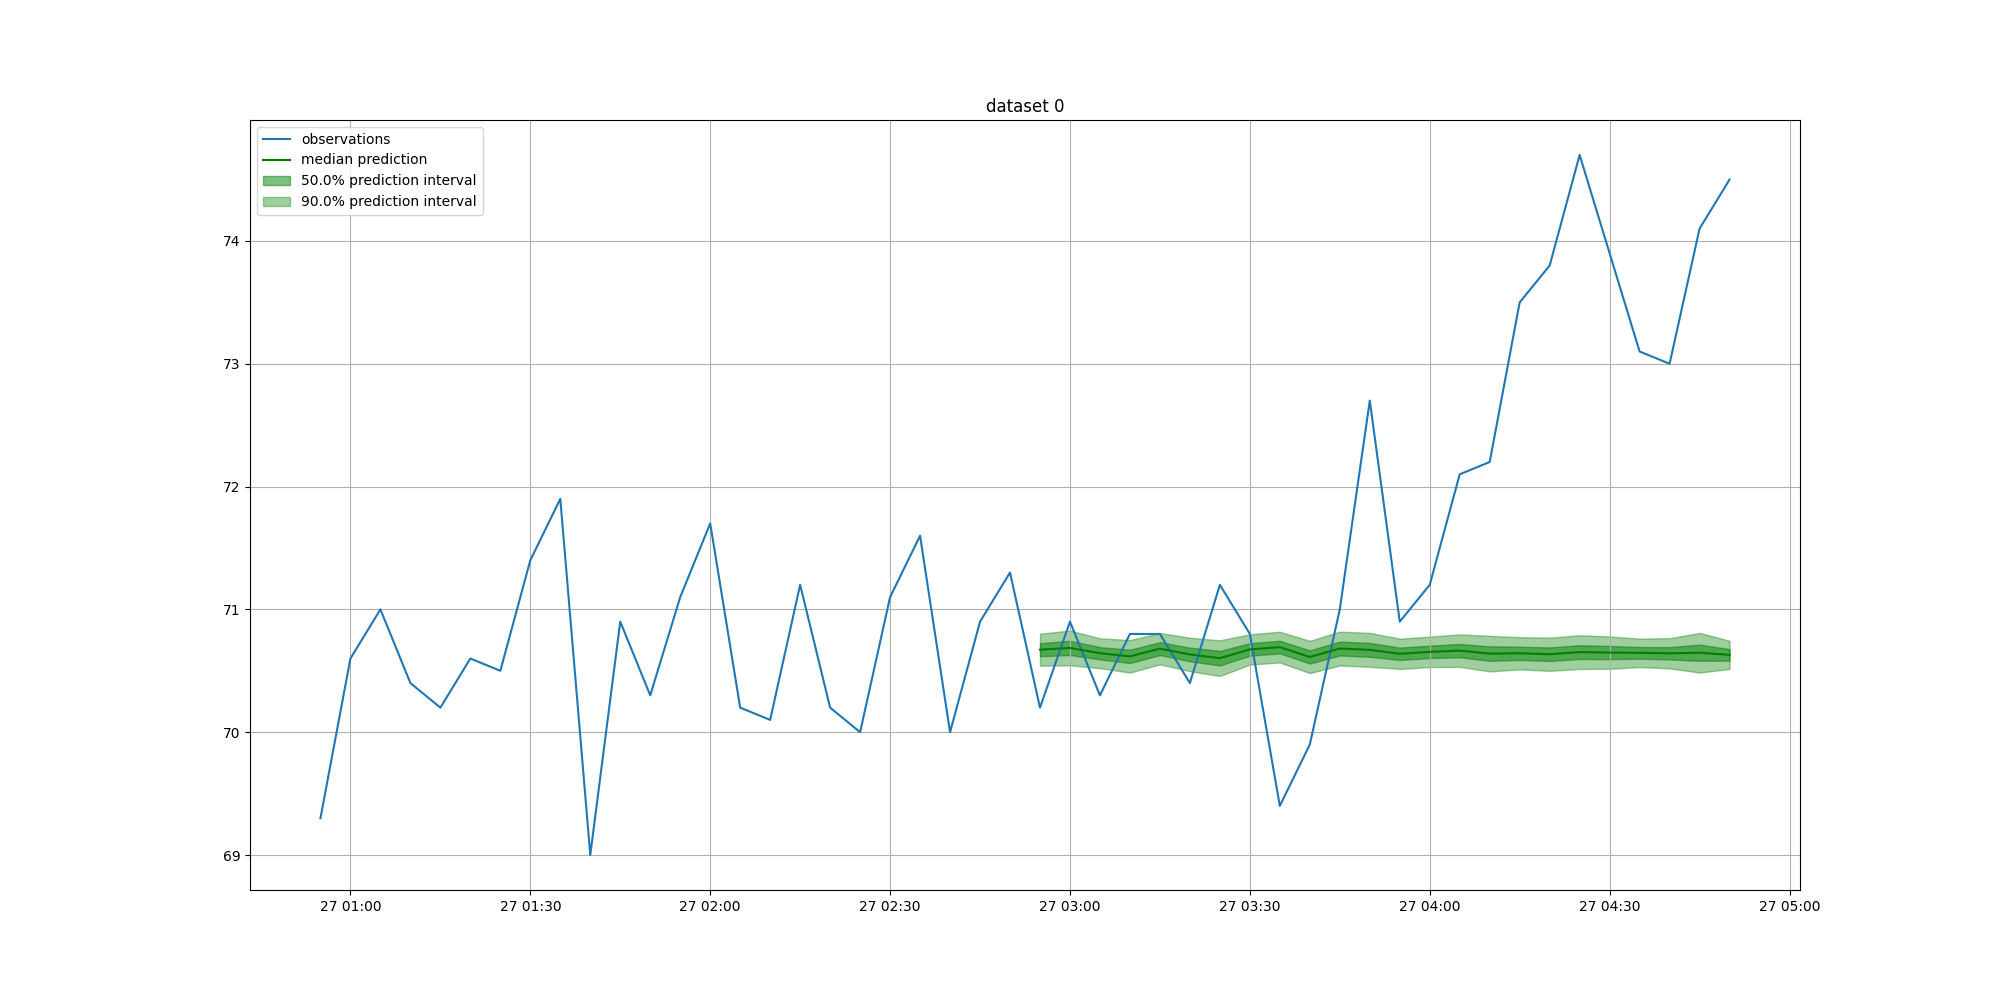 dataset 0
observations
median prediction
50.0% prediction interval
90.0% prediction interval
74
73
72
71
70
69
27 01:00 27 01:30 27 02:00 27 02:30 27 03:00 27 03:30 27 04:00 27 04:30 27 05:00